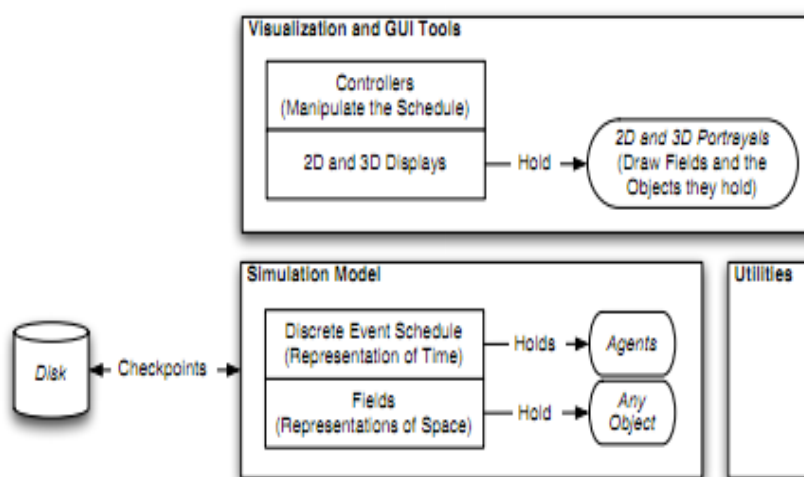 Visualization and GUI Tools
Controllers
(Manipulate the Schedule)
2D and 3D Displays
Hold
2D and 3D Portrayals
(Draw Fields and the
Objects they hold)
Simulation Model
Utilities
Disk
Checkpoints
Discrete Event Schedule
(Representation of Time)
Holds
Agents
Fields
(Representations of Space)
Hold
Any
Object